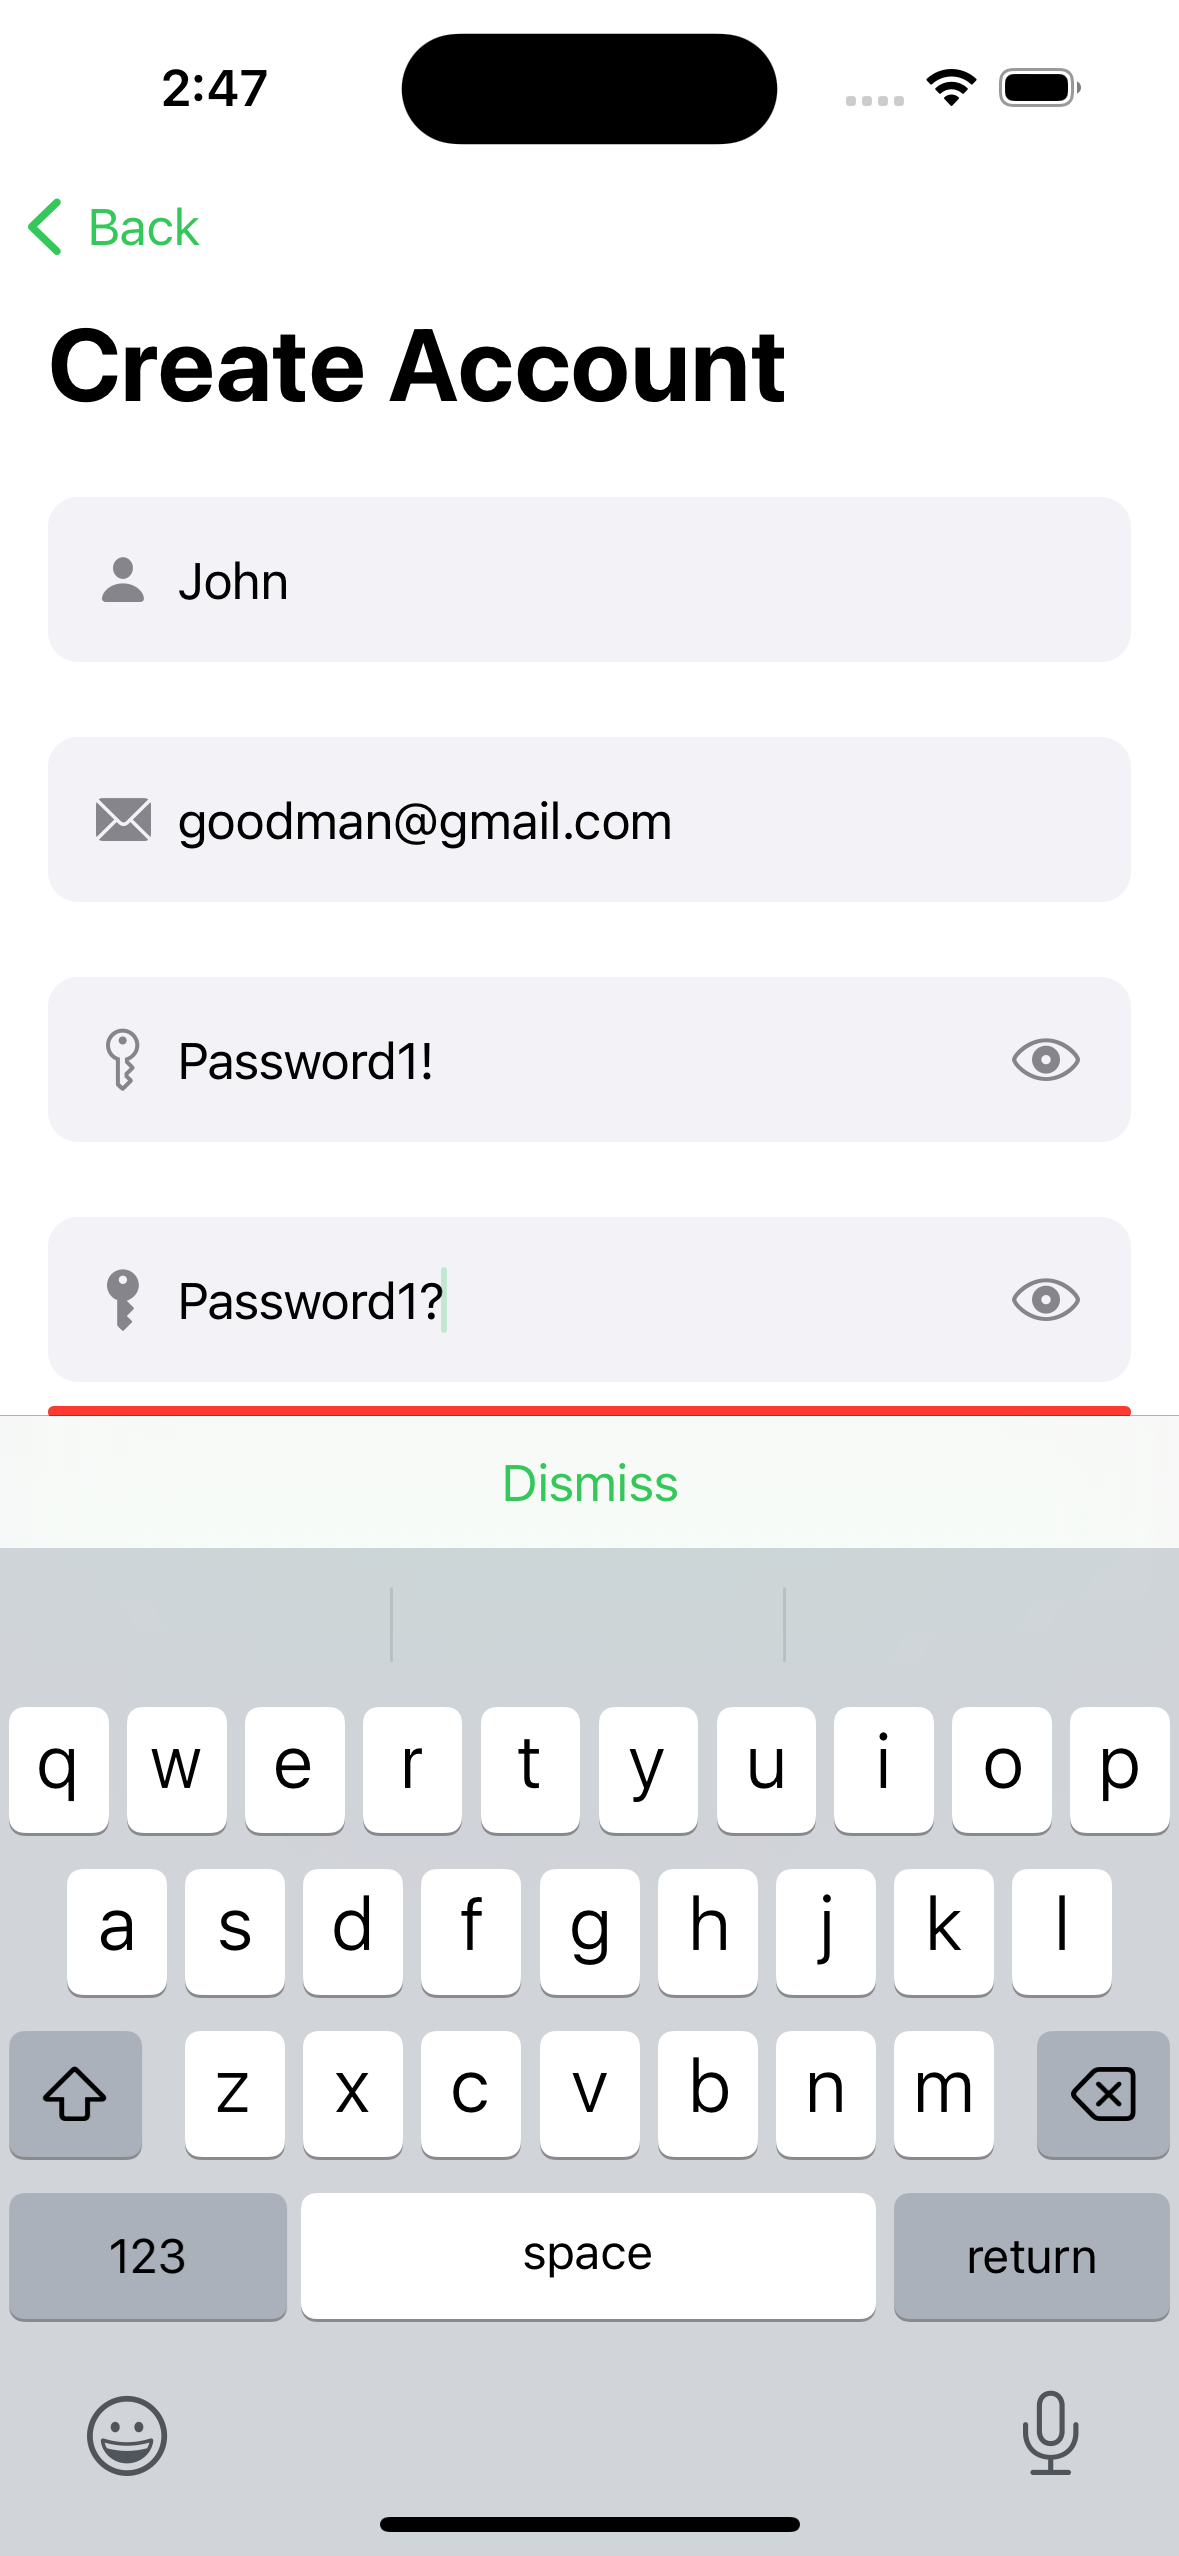 2:47
Back
Create Account
John
goodman@gmail.com
Password1!
Password1?
Dismiss
q w e r t y u i o p
a s d f g h j k l
z x c v b n m
123 space return